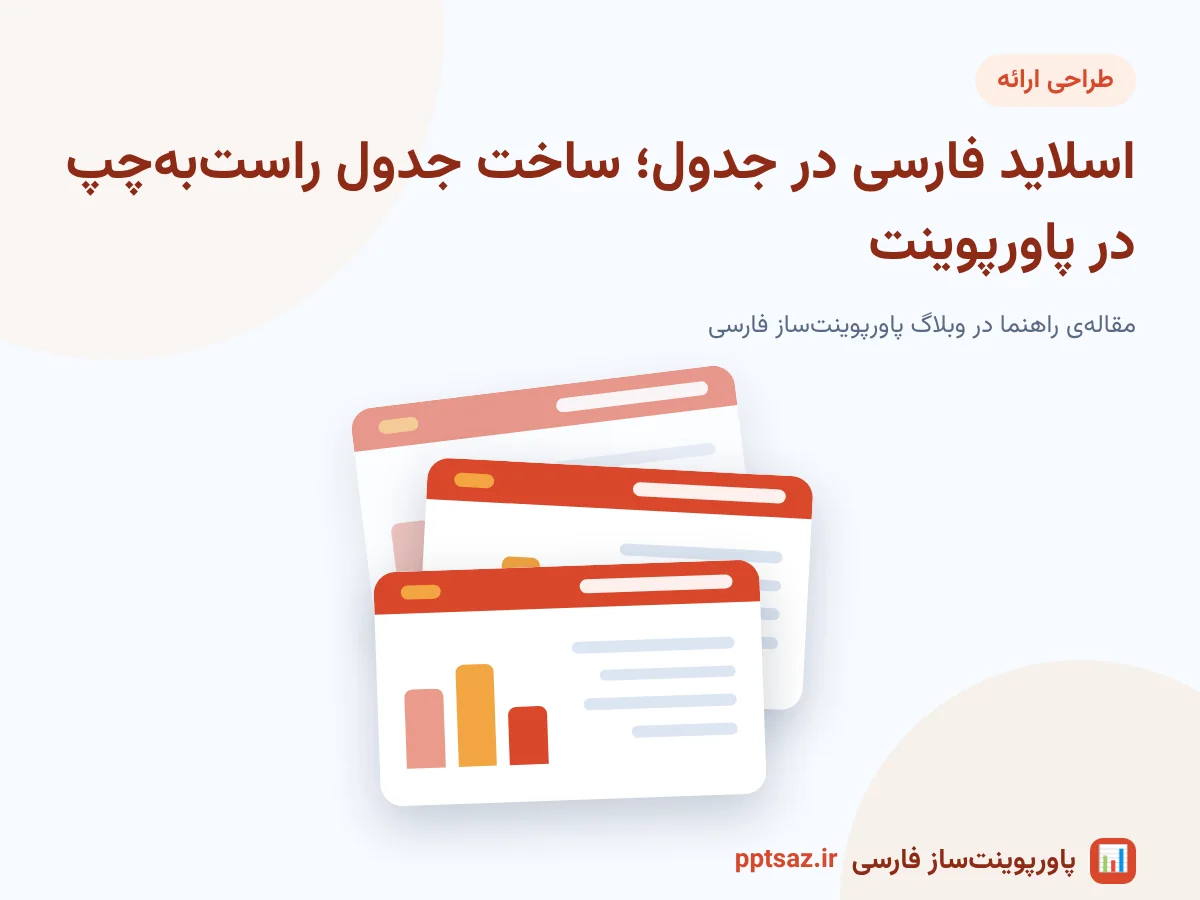 طراحی ارائه
اسلاید فارسی در جدول؛ ساخت جدول راست‌به‌چپ
در پاورپوینت
مقاله‌ی راهنما در وبلاگ پاورپوینت‌ساز فارسی
پاورپوینت‌ساز فارسی pptsaz.ir